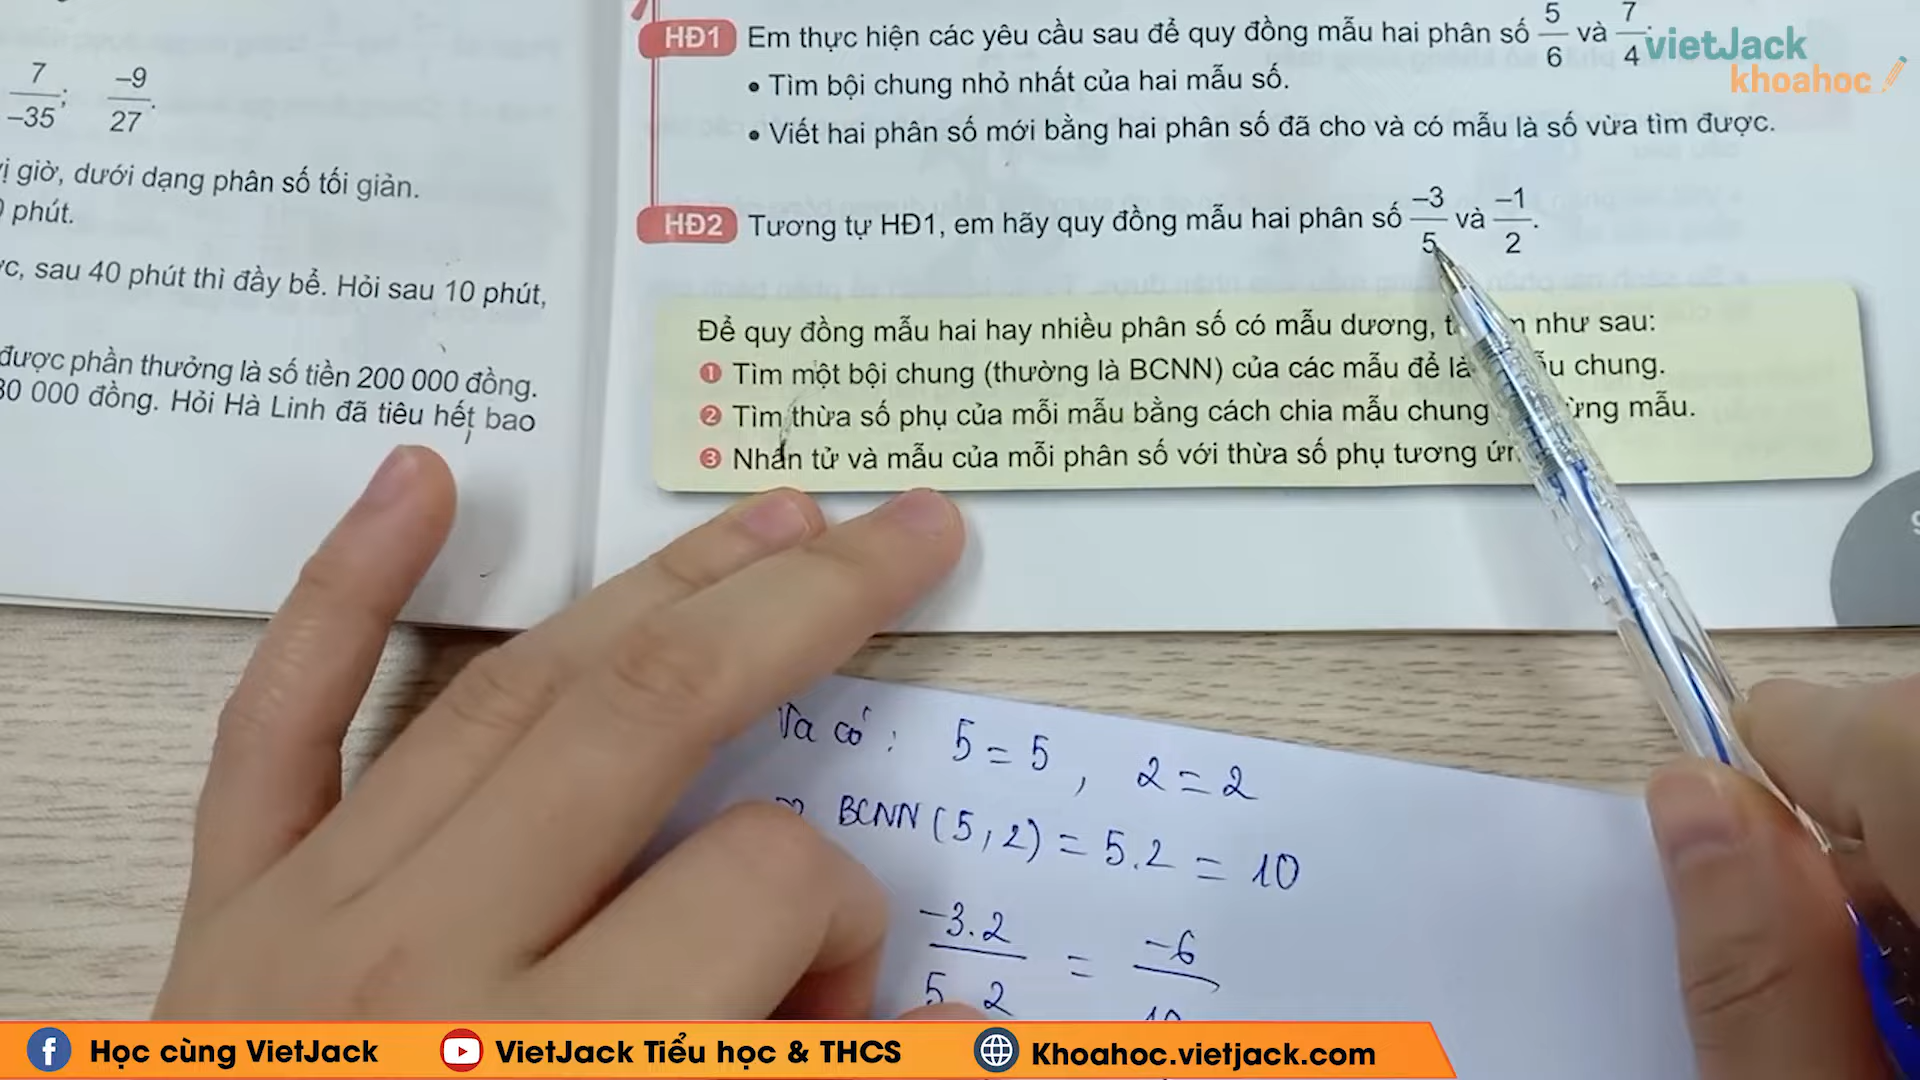 7/-35; -9/27.
giờ, dưới dạng phân số tối giản.
phút.
sau 40 phút thì đầy bể. Hỏi sau 10 phút,
được phần thưởng là số tiền 200 000 đồng.
000 đồng. Hỏi Hà Linh đã tiêu hết bao
HĐ1 Em thực hiện các yêu cầu sau để quy đồng mẫu hai phân số 5/6 và 7/4.
• Tìm bội chung nhỏ nhất của hai mẫu số.
• Viết hai phân số mới bằng hai phân số đã cho và có mẫu là số vừa tìm được.
HĐ2 Tương tự HĐ1, em hãy quy đồng mẫu hai phân số -3/5 và -1/2.
Để quy đồng mẫu hai hay nhiều phân số có mẫu dương, như sau:
1 Tìm một bội chung (thường là BCNN) của các mẫu để chung.
2 Tìm thừa số phụ của mỗi mẫu bằng cách chia mẫu chung mẫu.
3 Nhân tử và mẫu của mỗi phân số với thừa số phụ tương
vietJack
khoahoc
Ta có: 5 = 5, 2 = 2
BCNN (5, 2) = 5.2 = 10
-3.2 / 5 2 = -6 / 10
Học cùng VietJack
VietJack Tiểu học & THCS
Khoahoc.vietjack.com